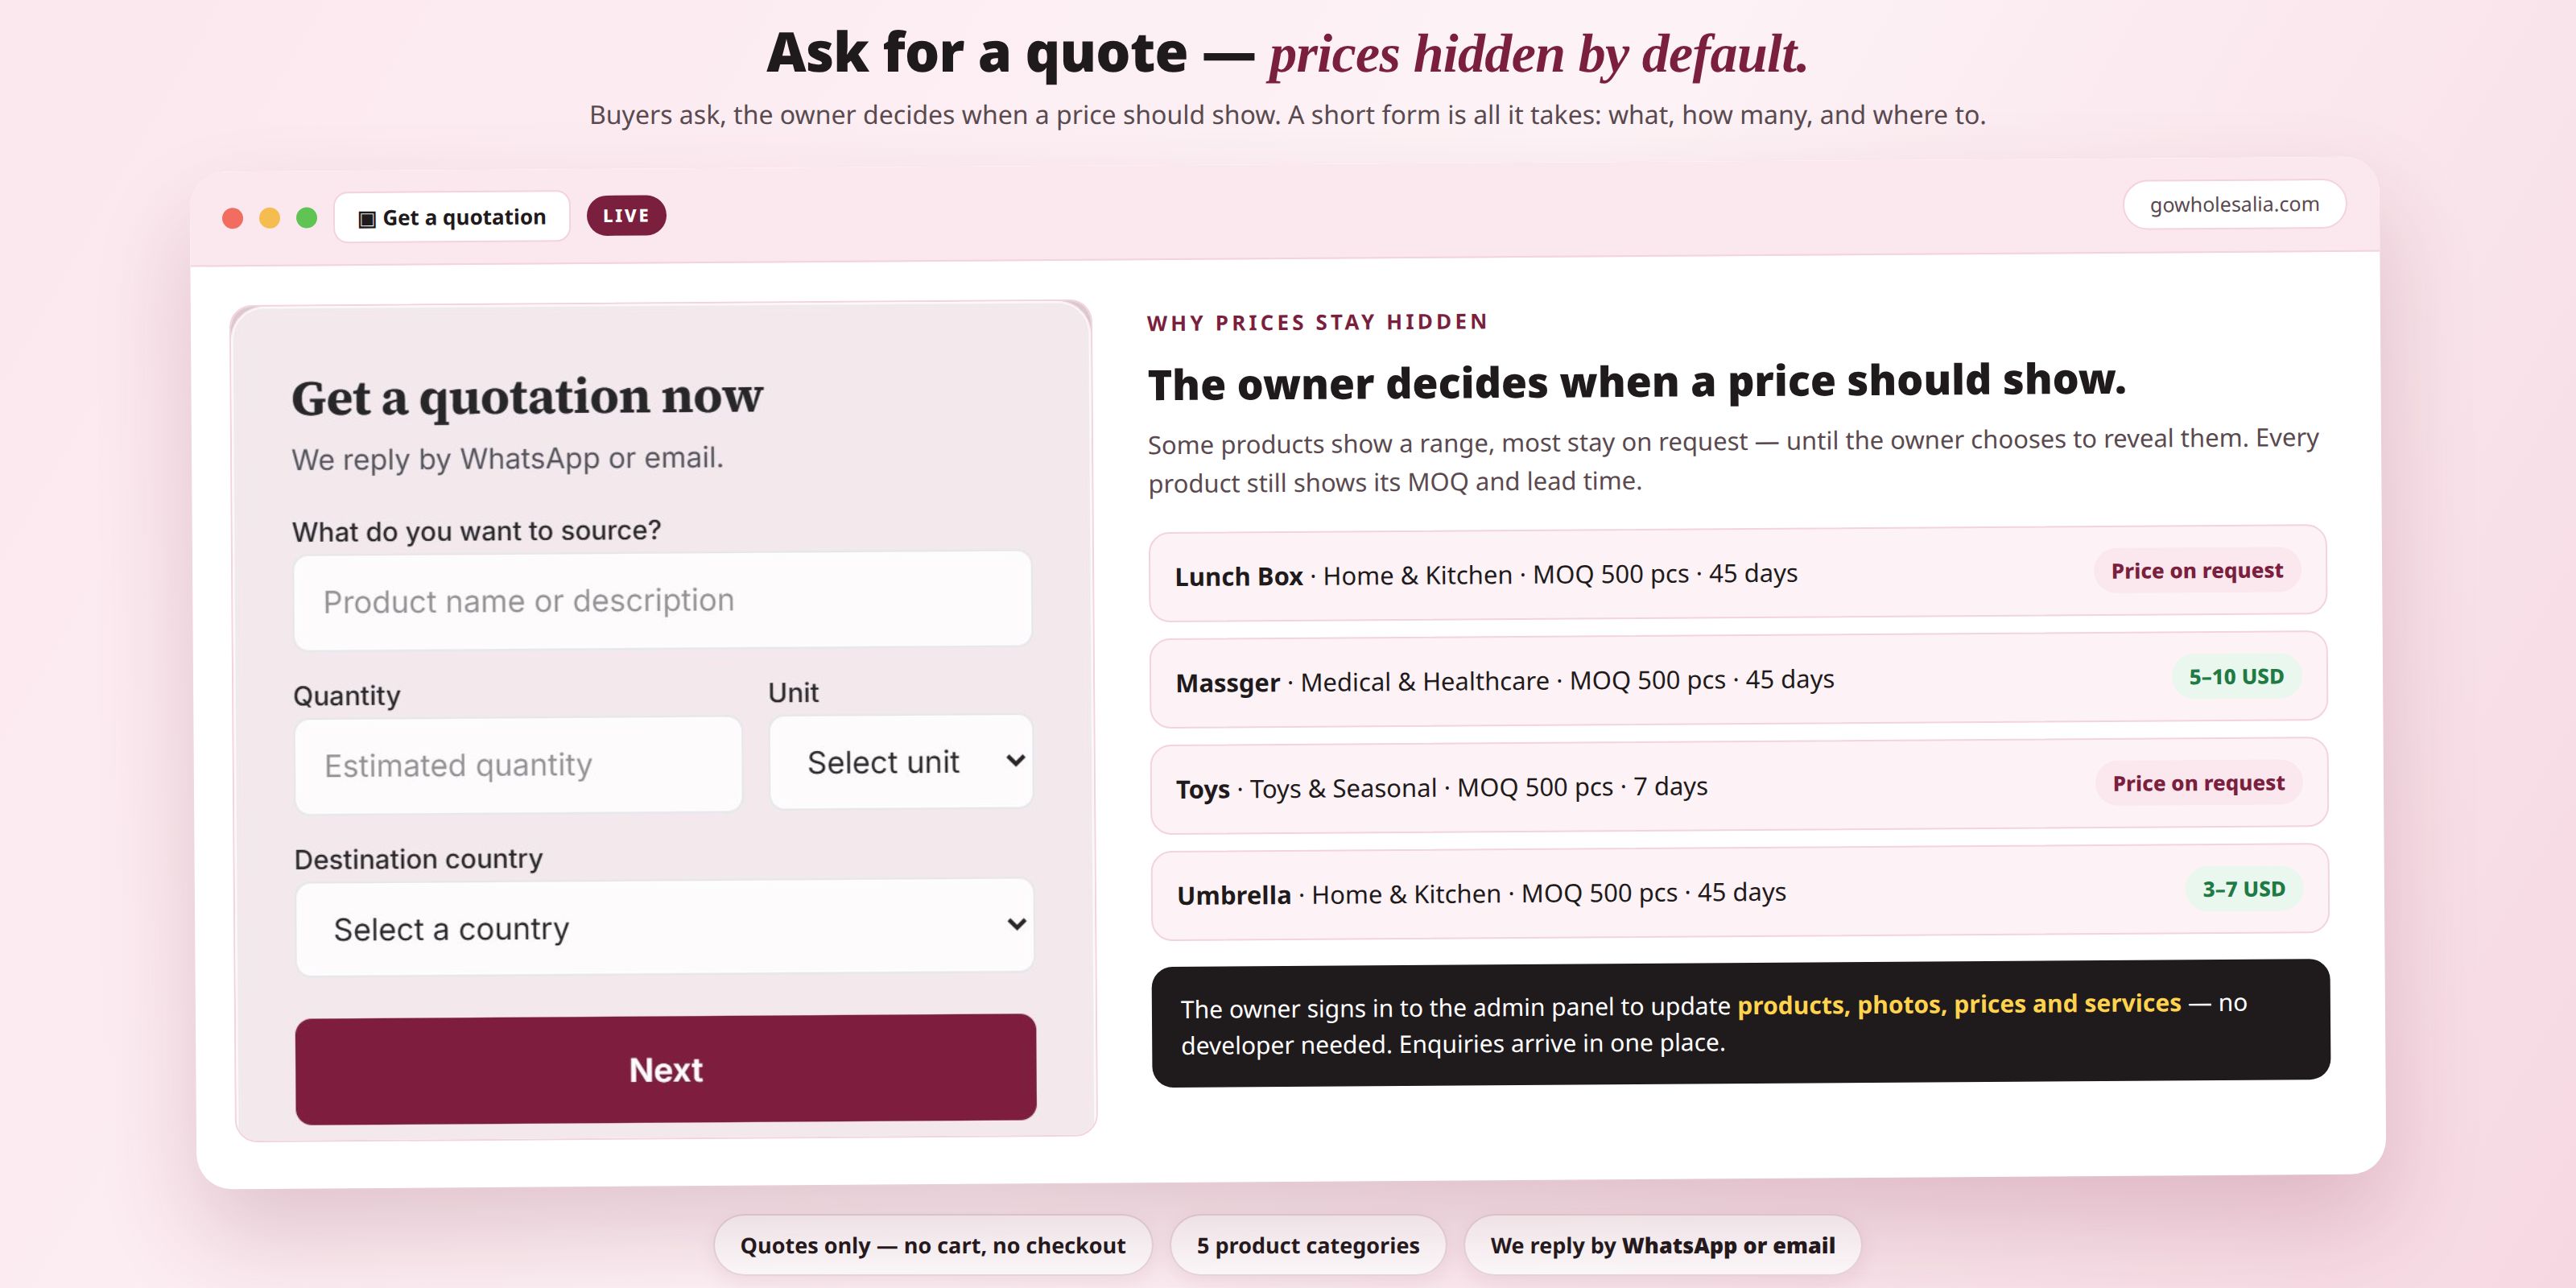 Ask for a quote — prices hidden by default.
Buyers ask, the owner decides when a price should show. A short form is all it takes: what, how many, and where to.
▣ Get a quotation
LIVE
gowholesalia.com
Get a quotation now
We reply by WhatsApp or email.
What do you want to source?
Product name or description
Quantity
Unit
Estimated quantity
Select unit
Destination country
Select a country
Next
WHY PRICES STAY HIDDEN
The owner decides when a price should show.
Some products show a range, most stay on request — until the owner chooses to reveal them. Every
product still shows its MOQ and lead time.
Lunch Box · Home & Kitchen · MOQ 500 pcs · 45 days
Price on request
Massger · Medical & Healthcare · MOQ 500 pcs · 45 days
5–10 USD
Toys · Toys & Seasonal · MOQ 500 pcs · 7 days
Price on request
Umbrella · Home & Kitchen · MOQ 500 pcs · 45 days
3–7 USD
The owner signs in to the admin panel to update products, photos, prices and services — no
developer needed. Enquiries arrive in one place.
Quotes only — no cart, no checkout
5 product categories
We reply by WhatsApp or email